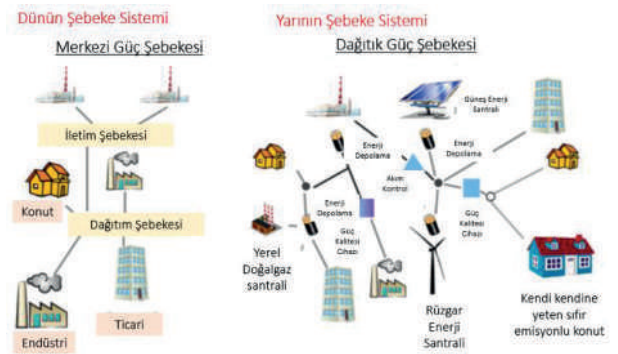 Dünün Şebeke Sistemi
Merkezi Güç Şebekesi
İletim Şebekesi
Konut
Dağıtım Şebekesi
Endüstri
Ticari
Yarının Şebeke Sistemi
Dağıtık Güç Şebekesi
Güneş Enerji
Santrali
Enerji
Depolama
Enerji
Depolama
Akım
Kontrol
Enerji
Depolama
Güç
Kalitesi
Cihazı
Güç
Kalitesi
Cihazı
Yerel
Doğalgaz
santrali
Rüzgar
Enerji
Santrali
Kendi kendine
yeten sıfır
emisyonlu konut